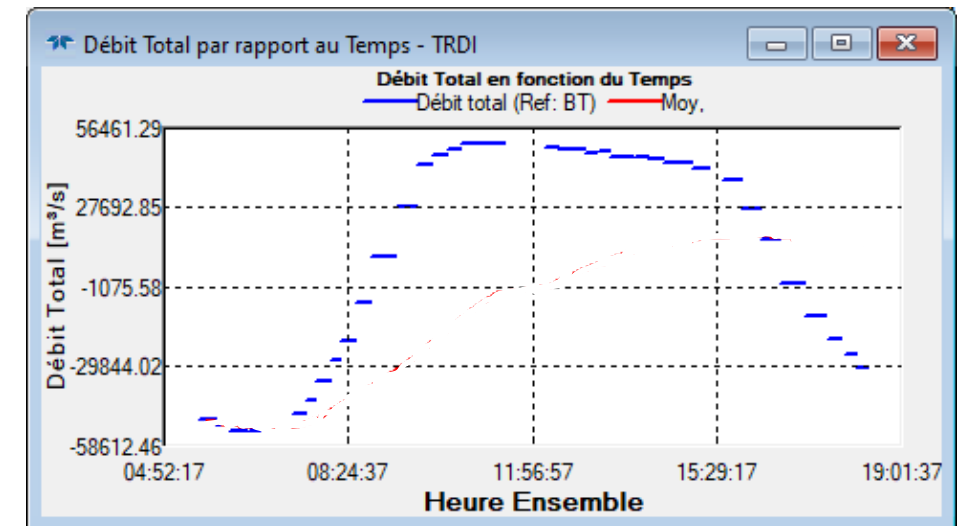 Débit Total par rapport au Temps - TRDI
Débit Total en fonction du Temps
Débit total (Ref: BT) Moy,
Débit Total [m³/s]
56461.29
27692.85
-1075.58
-29844.02
-58612.46
04:52:17 08:24:37 11:56:57 15:29:17 19:01:37
Heure Ensemble